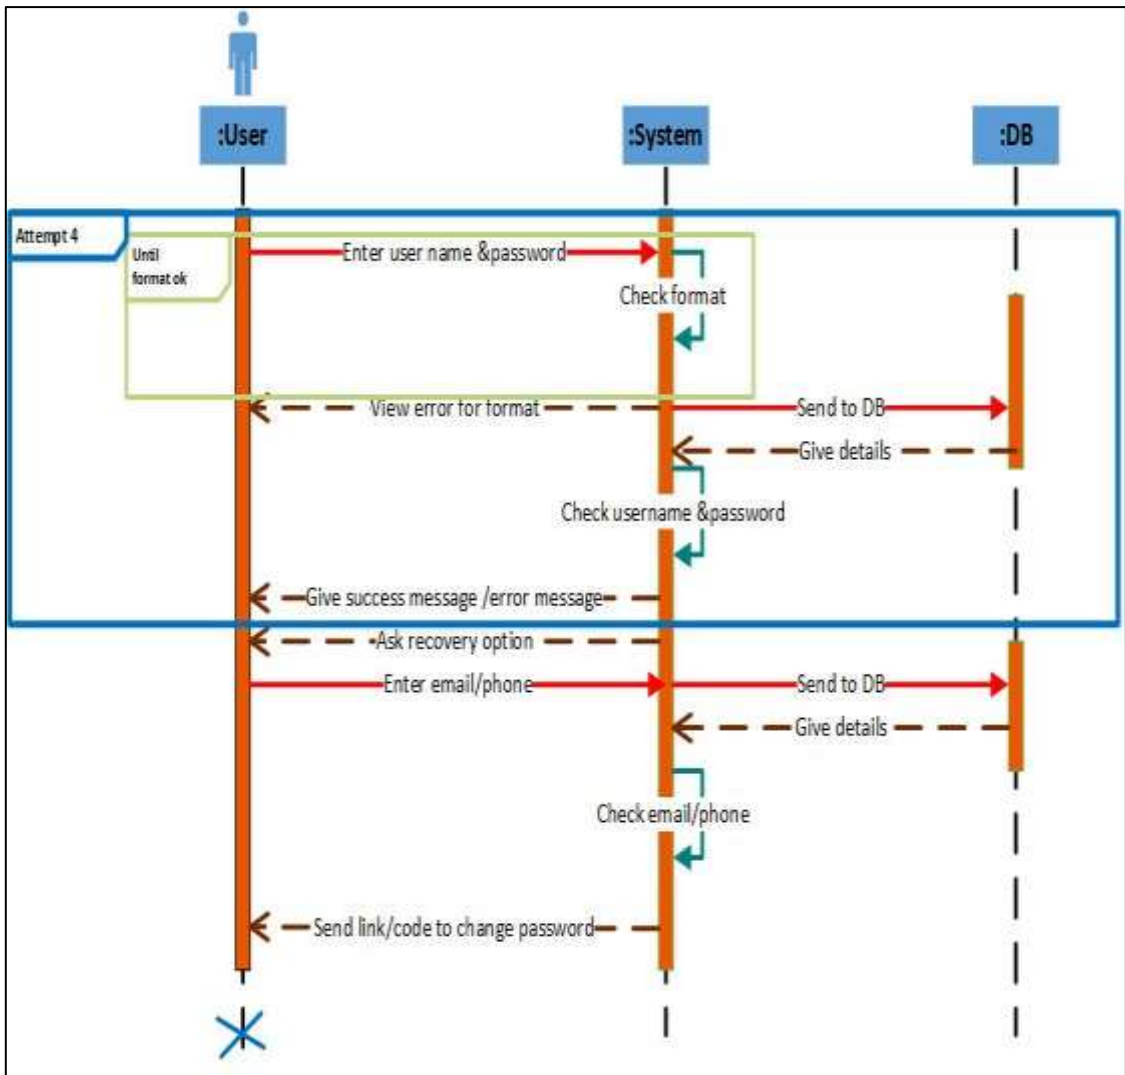 :User
:System
:DB
Attempt 4
Until
format ok
Enter user name &password
Check format
View error for format
Send to DB
Give details
Check username &password
Give success message /error message
Ask recovery option
Enter email/phone
Send to DB
Give details
Check email/phone
Send link/code to change password